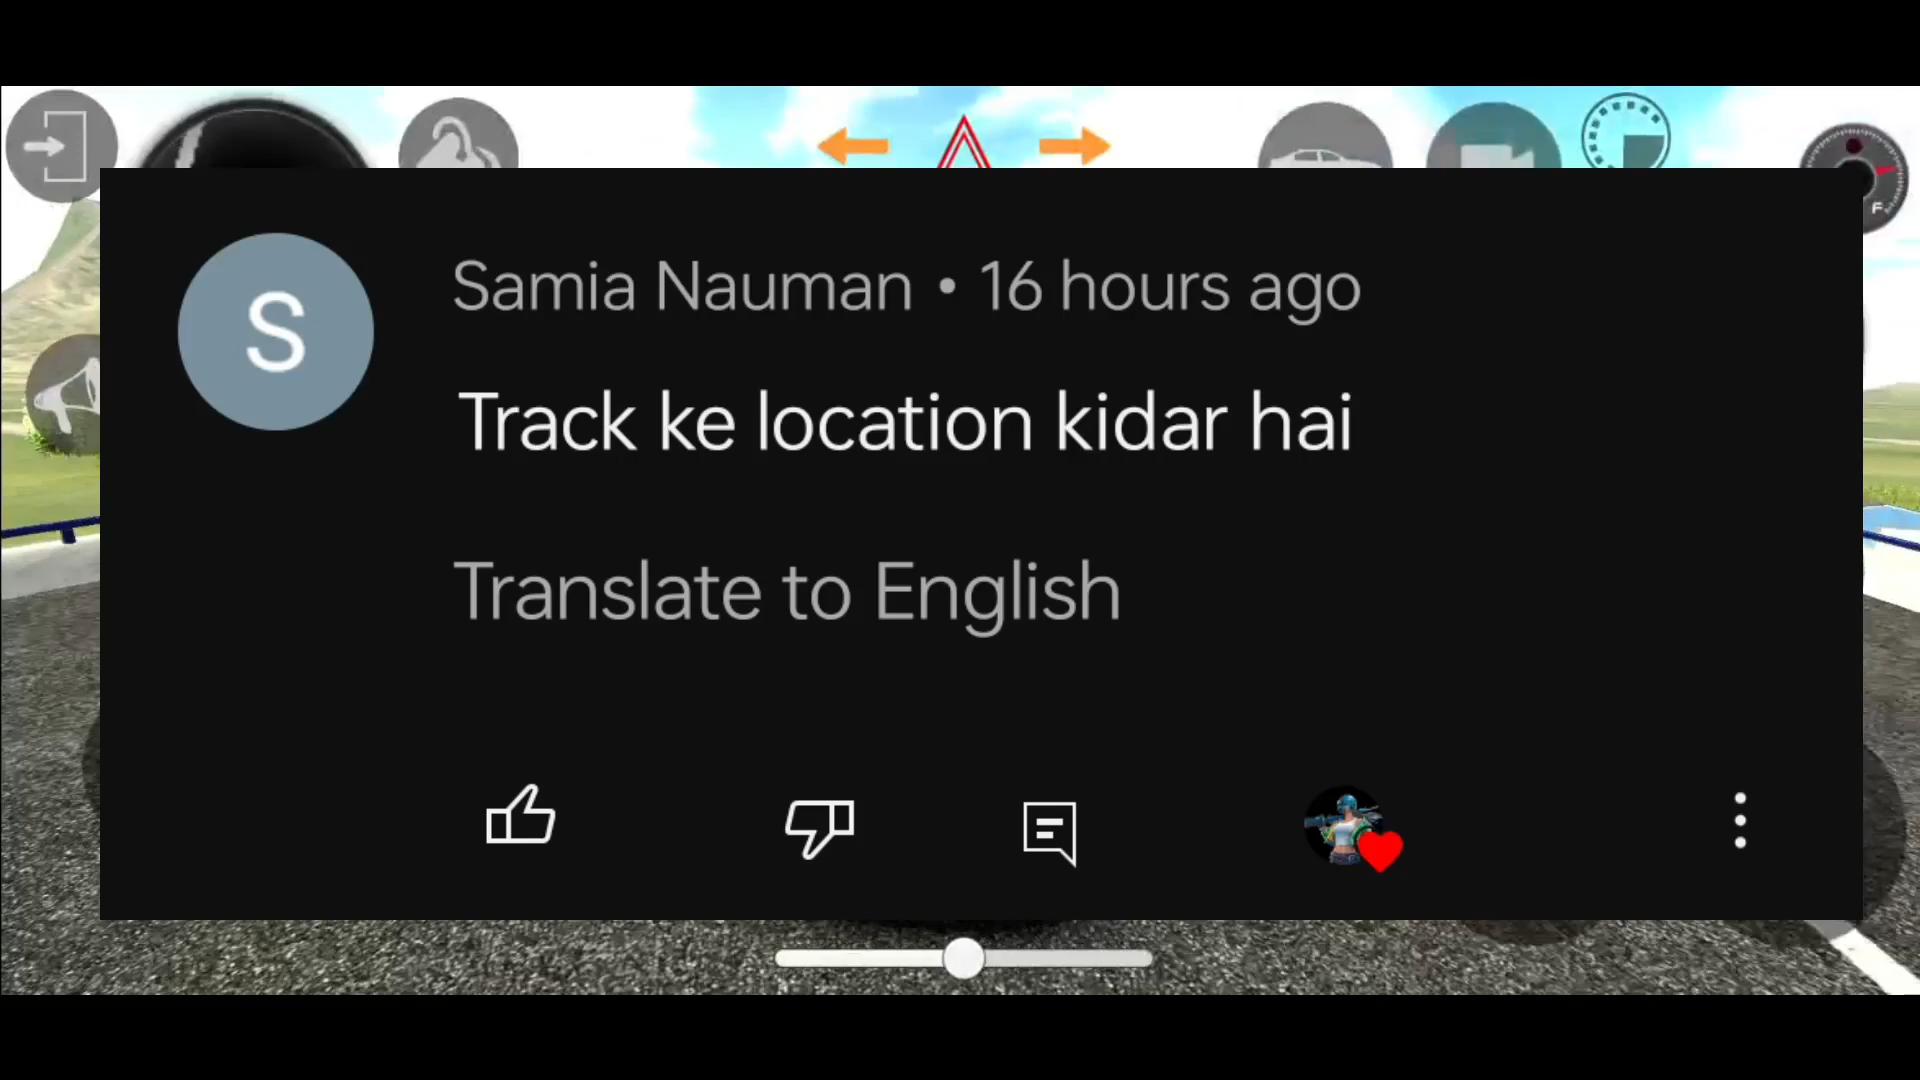 F
S
Samia Nauman • 16 hours ago
Track ke location kidar hai
Translate to English